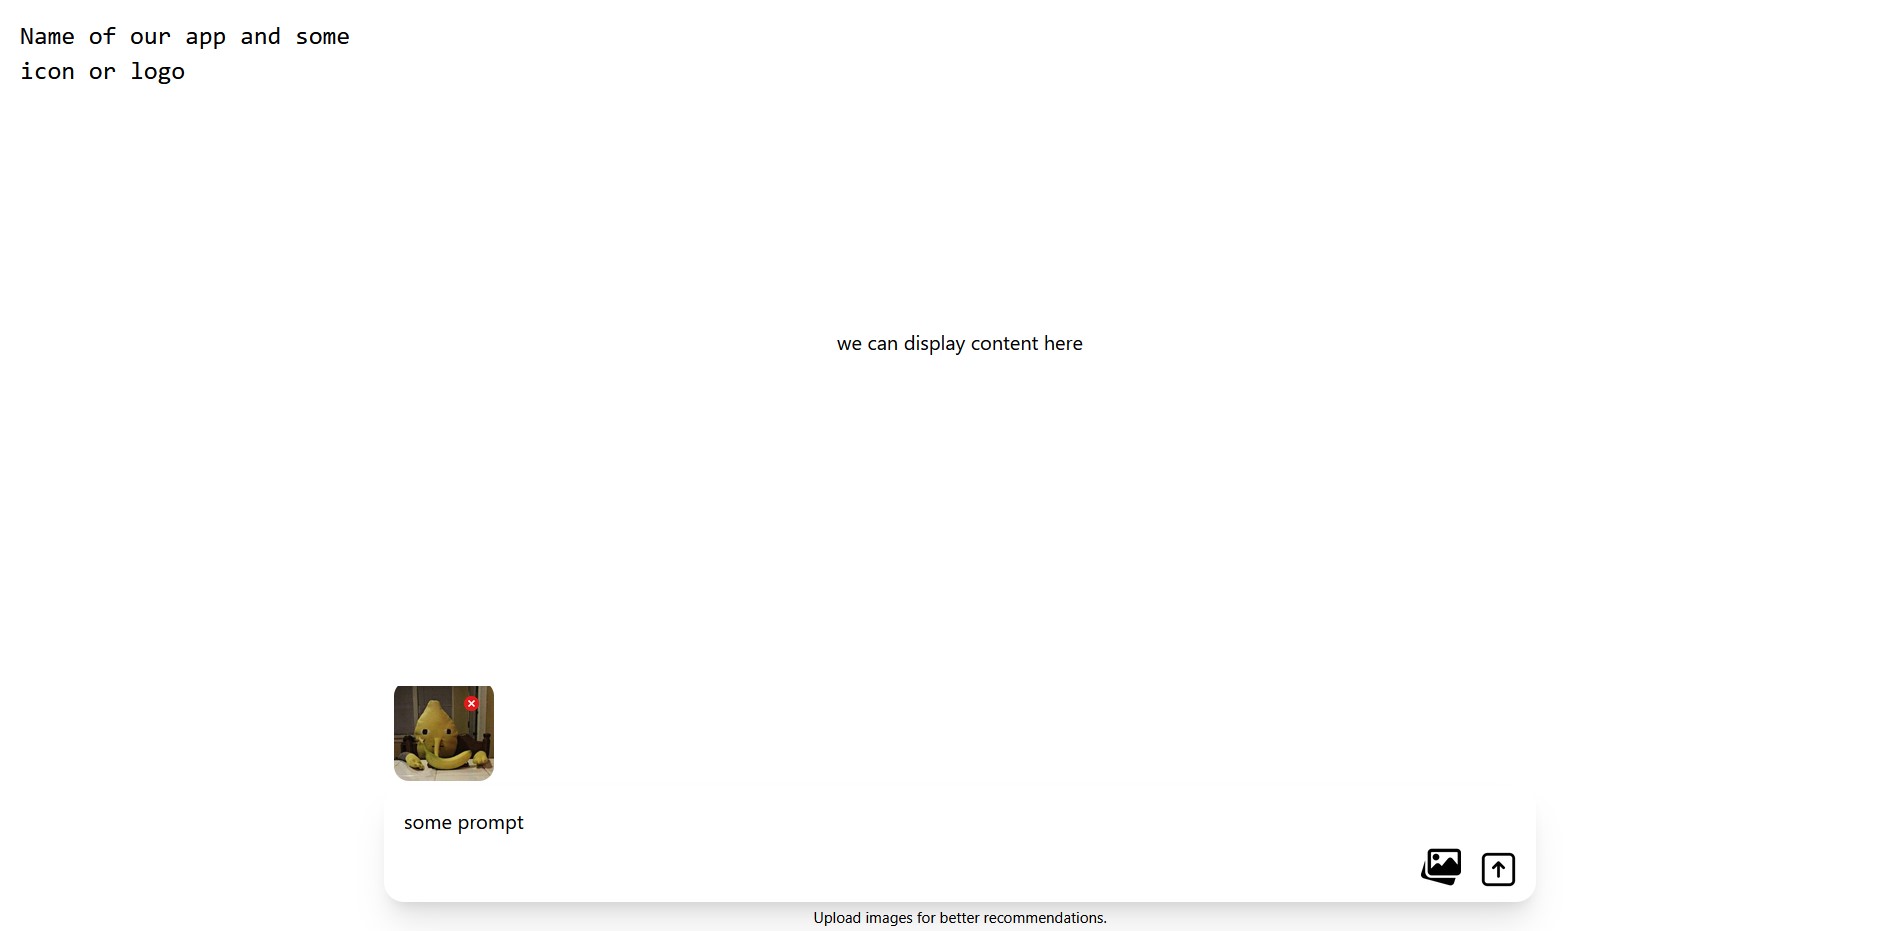 Name of our app and some
icon or logo
we can display content here
some prompt
Upload images for better recommendations.